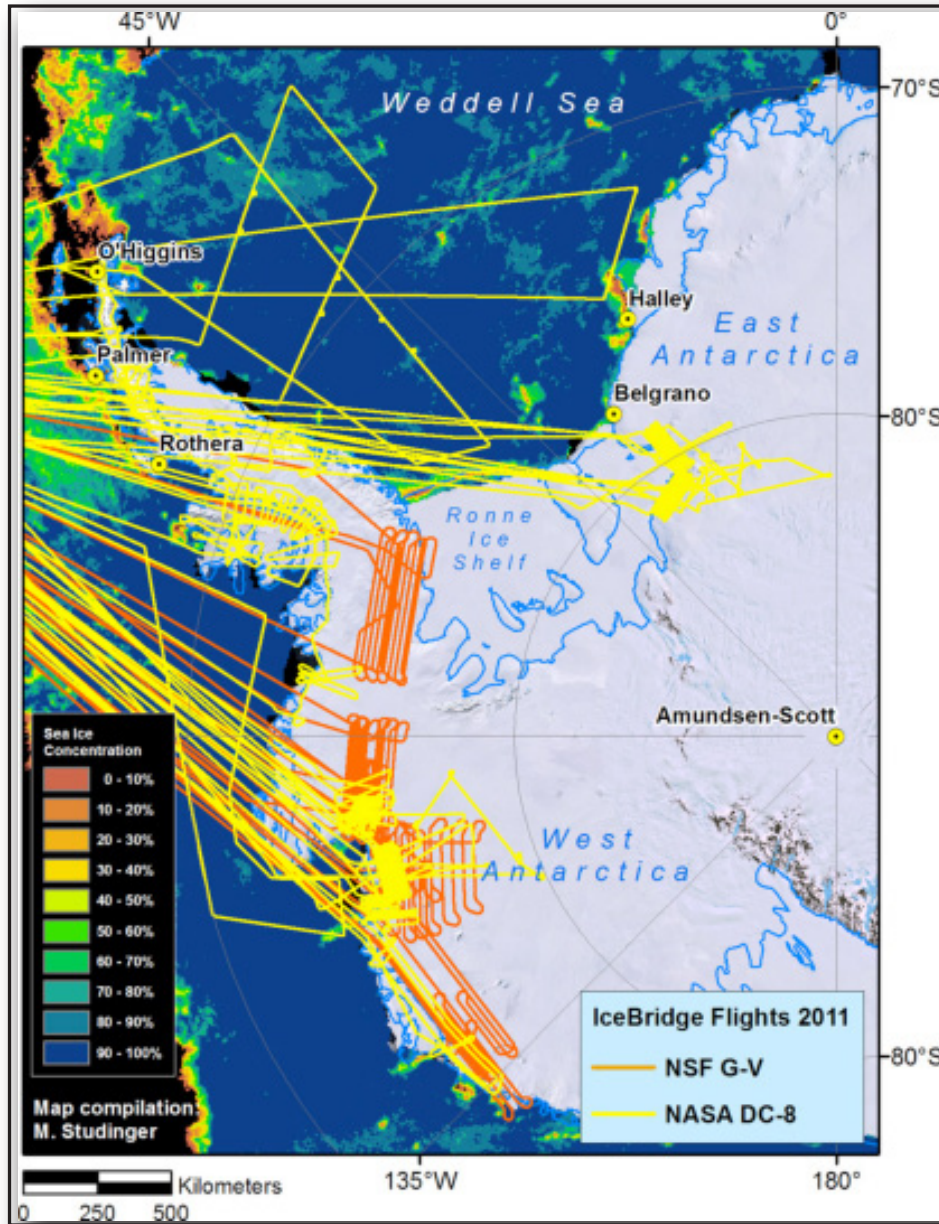 45°W
0°
Weddell Sea
70°S
O'Higgins
Halley
East
Antarctica
Palmer
Belgrano
80°S
Rothera
Ronne
Ice
Shelf
Amundsen-Scott
Sea Ice
Concentration
0 - 10%
10 - 20%
20 - 30%
30 - 40%
40 - 50%
50 - 60%
60 - 70%
70 - 80%
80 - 90%
90 - 100%
West
Antarctica
IceBridge Flights 2011
NSF G-V
NASA DC-8
80°S
Map compilation:
M. Studinger
Kilometers
0 250 500
135°W
180°